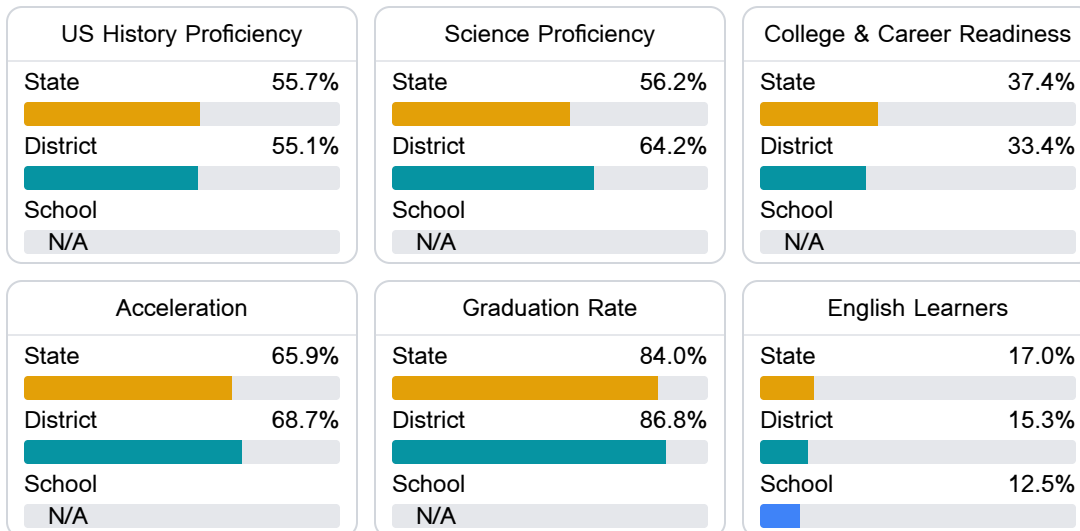 US History Proficiency
State 55.7%
District 55.1%
School
N/A
Science Proficiency
State 56.2%
District 64.2%
School
N/A
College & Career Readiness
State 37.4%
District 33.4%
School
N/A
Acceleration
State 65.9%
District 68.7%
School
N/A
Graduation Rate
State 84.0%
District 86.8%
School
N/A
English Learners
State 17.0%
District 15.3%
School 12.5%